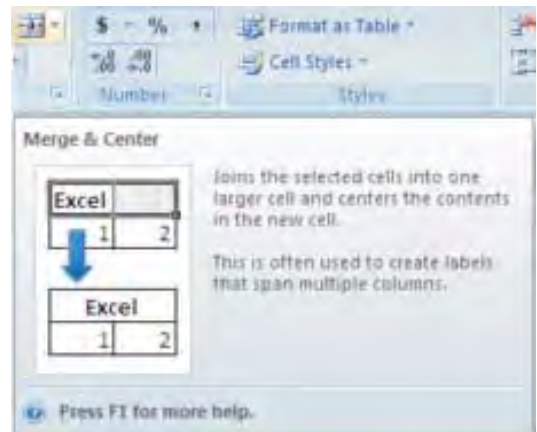 $ - % ,
Format as Table
.00 .00
Cell Styles
Number
Styles
Merge & Center
Joins the selected cells into one
larger cell and centers the contents
in the new cell.
This is often used to create labels
that span multiple columns.
Excel
1 2
Excel
1 2
Press F1 for more help.